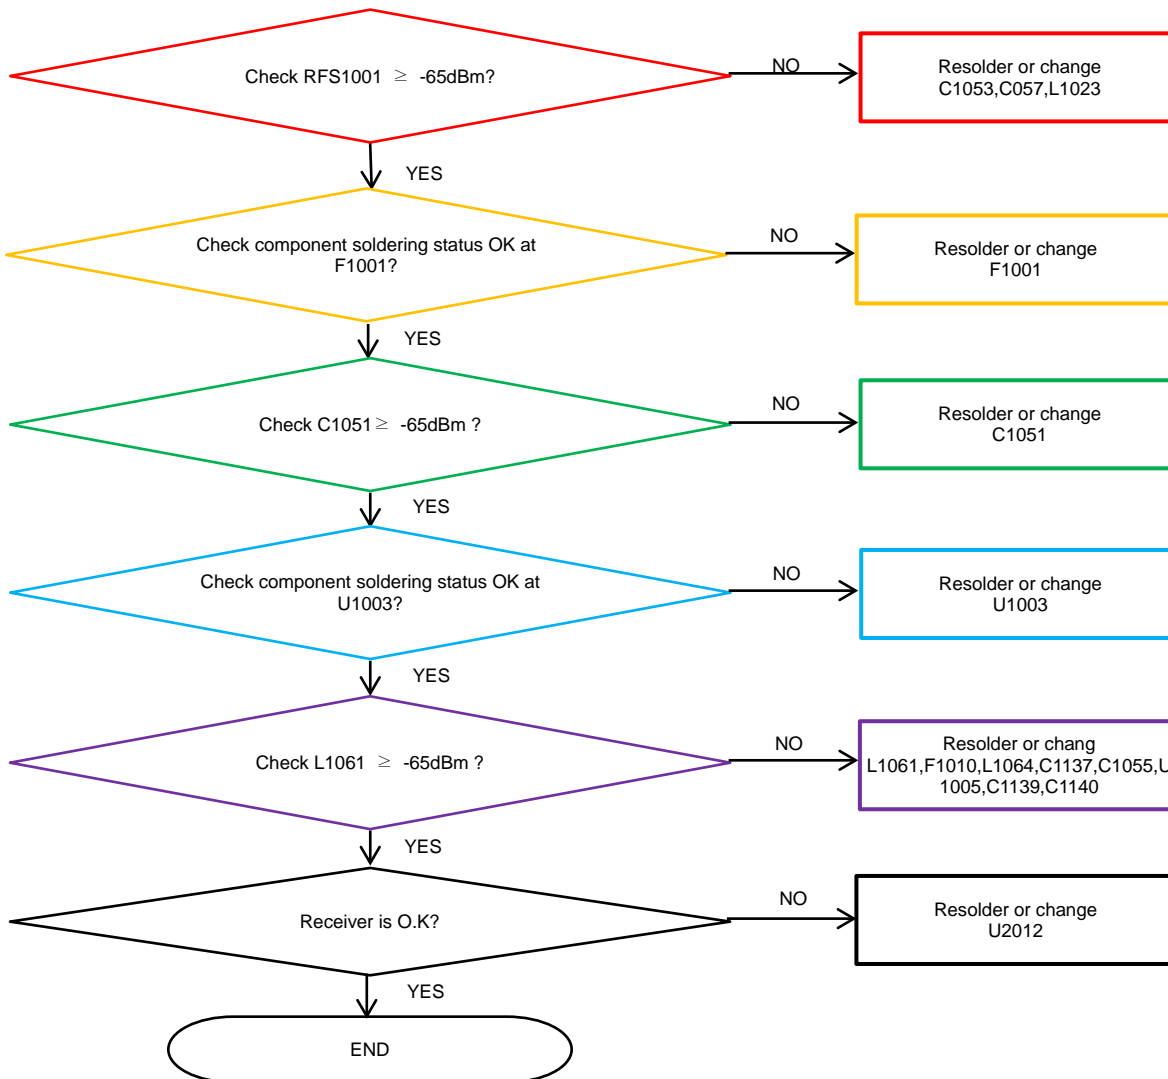 Check RFS1001 ≥ -65dBm?
NO
Resolder or change
C1053,C057,L1023
YES
Check component soldering status OK at
F1001?
NO
Resolder or change
F1001
YES
Check C1051≥ -65dBm ?
NO
Resolder or change
C1051
YES
Check component soldering status OK at
U1003?
NO
Resolder or change
U1003
YES
Check L1061 ≥ -65dBm ?
NO
Resolder or chang
L1061,F1010,L1064,C1137,C1055,U
1005,C1139,C1140
YES
Receiver is O.K?
NO
Resolder or change
U2012
YES
END